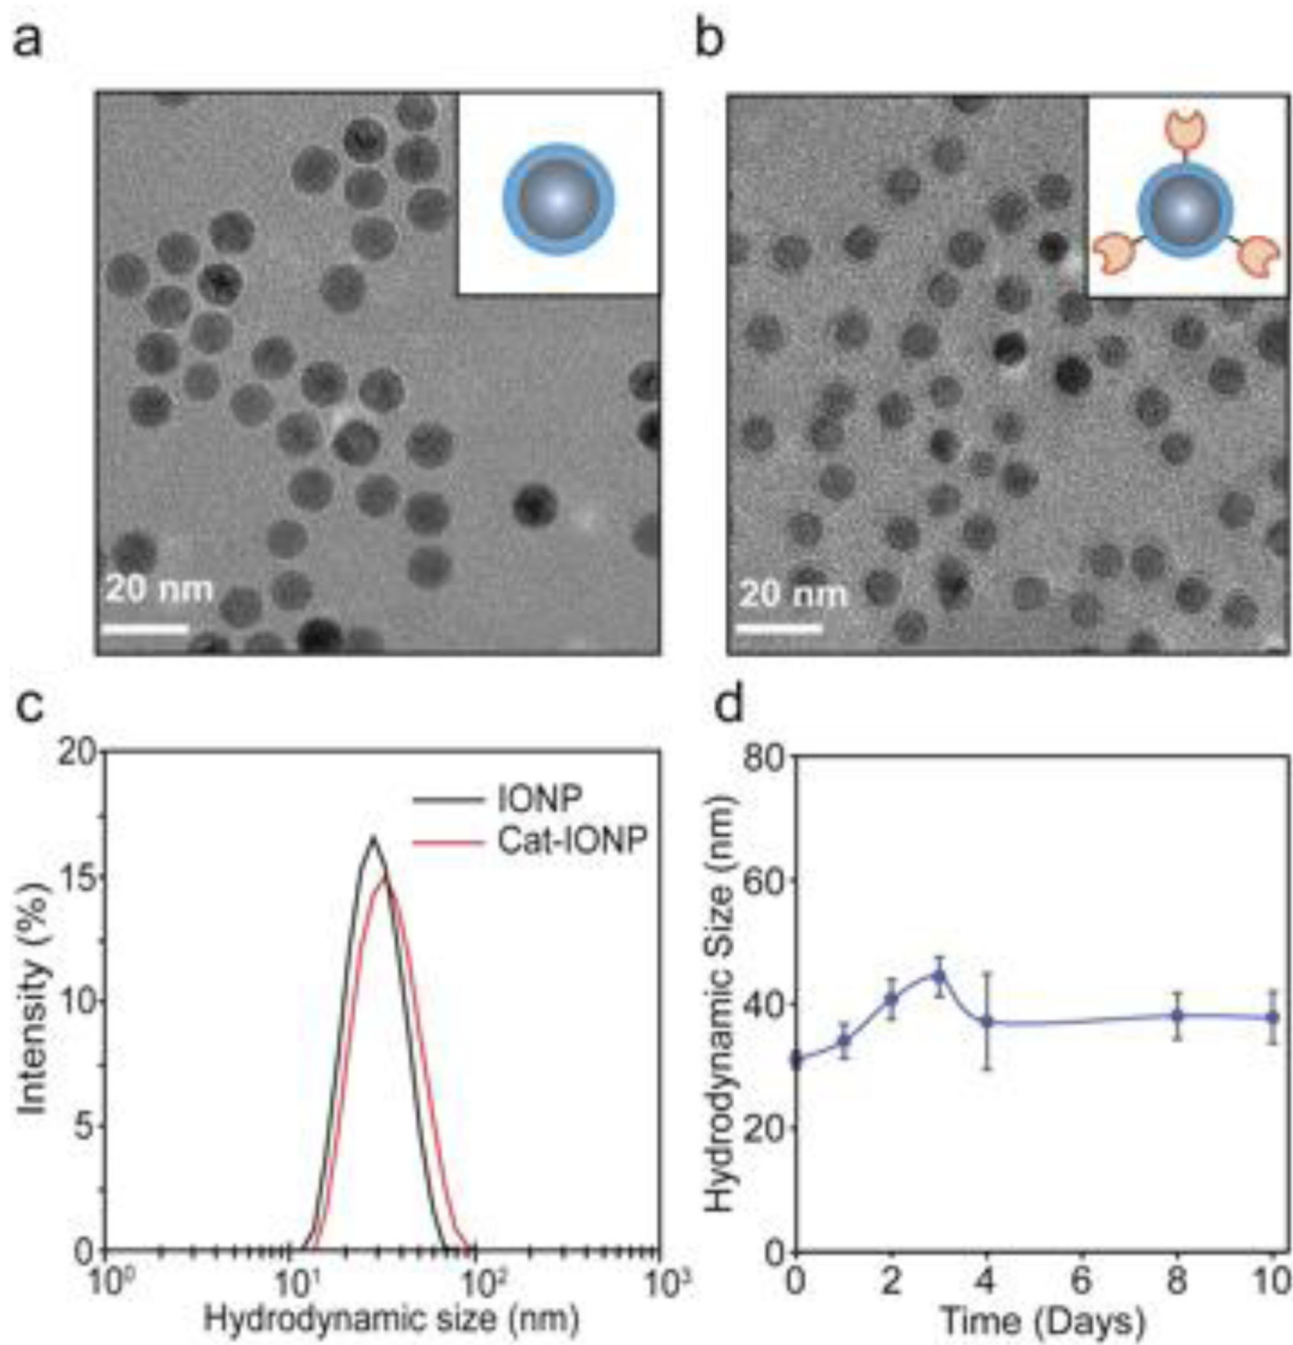 a
b
20 nm
20 nm
c
20
15
10
5
0
Intensity (%)
IONP
Cat-IONP
10⁰
10¹
10²
10³
Hydrodynamic size (nm)
d
80
60
40
20
0
Hydrodynamic Size (nm)
0
2
4
6
8
10
Time (Days)